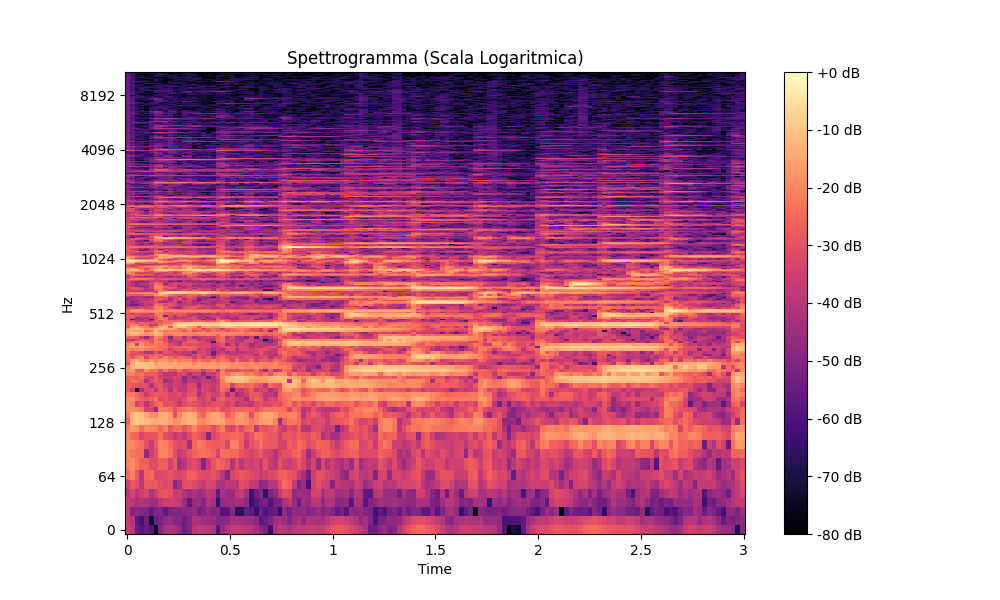 Spettrogramma (Scala Logaritmica)
8192
4096
2048
1024
512
256
128
64
0
Hz
0 0.5 1 1.5 2 2.5 3
Time
+0 dB
-10 dB
-20 dB
-30 dB
-40 dB
-50 dB
-60 dB
-70 dB
-80 dB